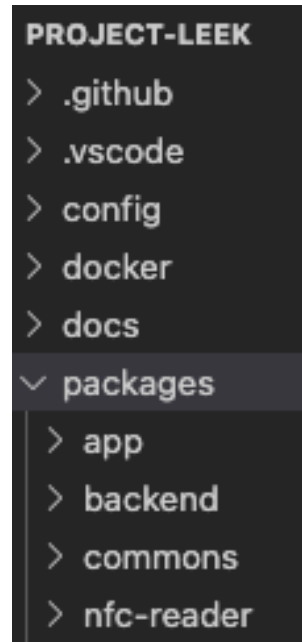 PROJECT-LEEK
.github
.vscode
config
docker
docs
packages
app
backend
commons
nfc-reader